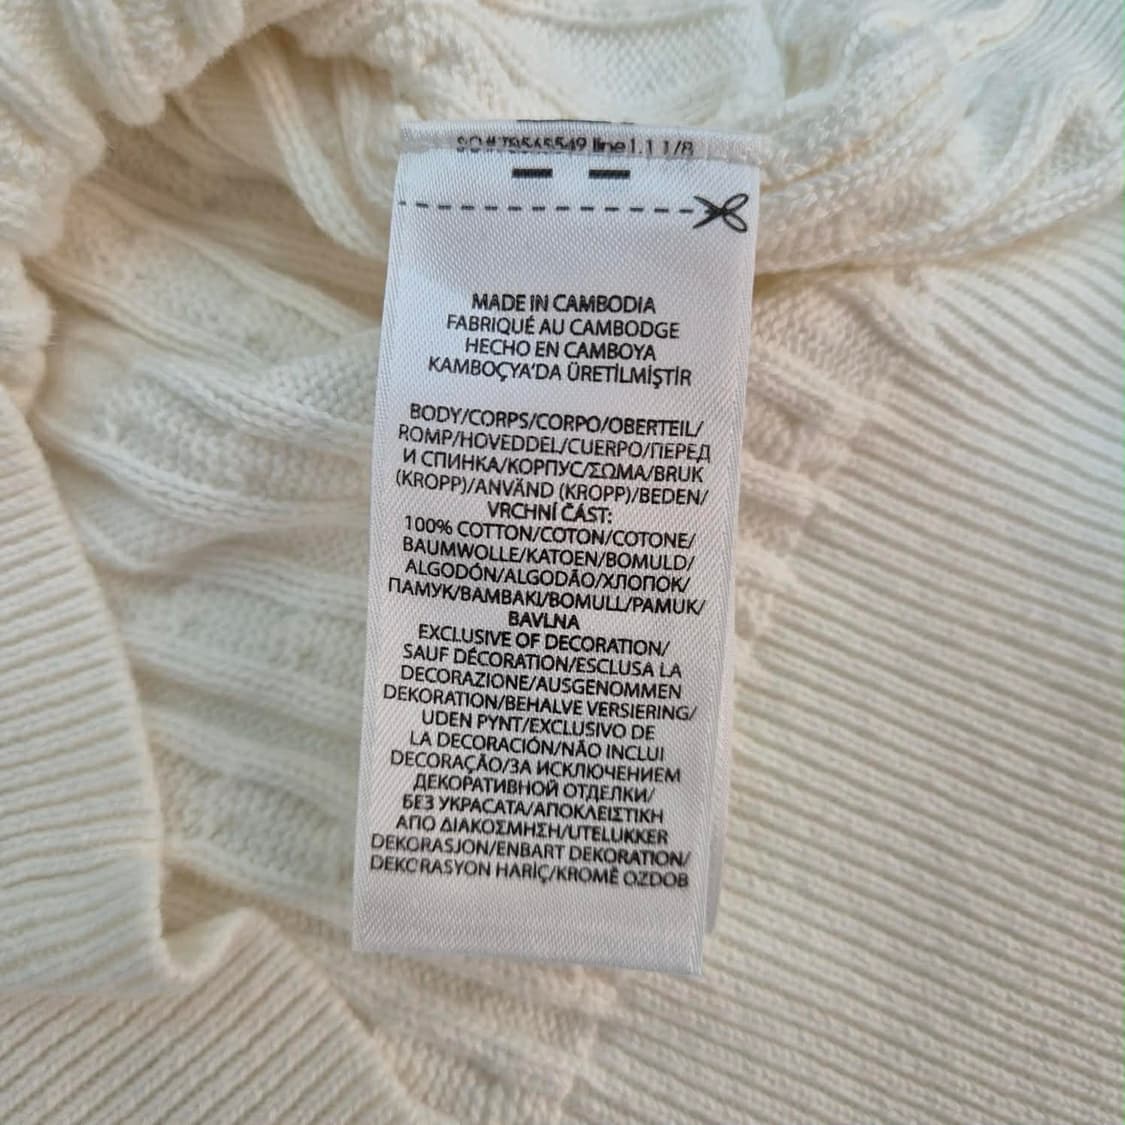 SO# 79565549 line1.1 1/8
MADE IN CAMBODIA
FABRIQUÉ AU CAMBODGE
HECHO EN CAMBOYA
KAMBOÇYA'DA ÜRETİLMİŞTİR
BODY/CORPS/CORPO/OBERTEIL/
ROMP/HOVEDDEL/CUERPO/ПЕРЕД
И СПИНКА/КОРПУС/ΣΩΜΑ/BRUK
(KROPP)/ANVÄND (KROPP)/BEDEN/
VRCHNÍ ČÁST:
100% COTTON/COTON/COTONE/
BAUMWOLLE/KATOEN/BOMULD/
ALGODÓN/ALGODÃO/ХЛОПОК/
ПАМУК/ΒΑΜΒΑΚΙ/BOMULL/PAMUK/
BAVLNA
EXCLUSIVE OF DECORATION/
SAUF DÉCORATION/ESCLUSA LA
DECORAZIONE/AUSGENOMMEN
DEKORATION/BEHALVE VERSIERING/
UDEN PYNT/EXCLUSIVO DE
LA DECORACIÓN/NÃO INCLUI
DECORAÇÃO/ЗА ИСКЛЮЧЕНИЕМ
ДЕКОРАТИВНОЙ ОТДЕЛКИ/
БЕЗ УКРАСАТА/ΑΠΟΚΛΕΙΣΤΙΚΗ
ΑΠΟ ΔΙΑΚΟΣΜΗΣΗ/UTELUKKER
DEKORASJON/ENBART DEKORATION/
DEKORASYON HARİÇ/KROMĚ OZDOB